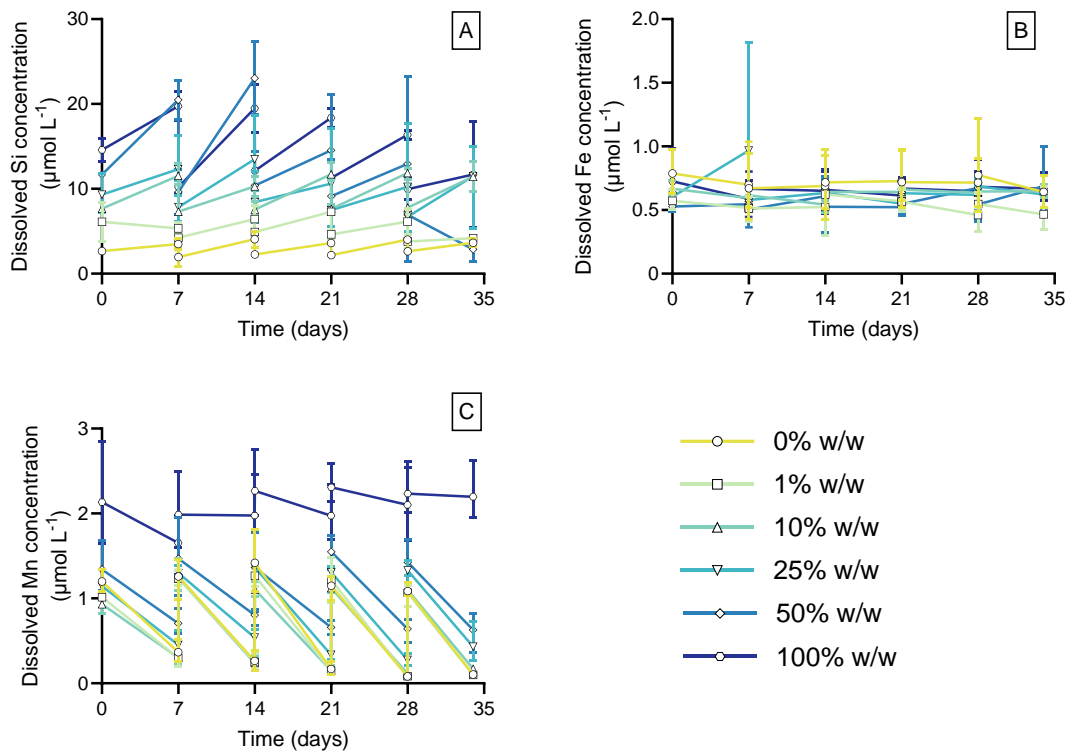 A
Dissolved Si concentration
(µmol L⁻¹)
30
20
10
0
0 7 14 21 28 35
Time (days)
B
Dissolved Fe concentration
(µmol L⁻¹)
2.0
1.5
1.0
0.5
0.0
0 7 14 21 28 35
Time (days)
C
Dissolved Mn concentration
(µmol L⁻¹)
3
2
1
0
0 7 14 21 28 35
Time (days)
0% w/w
1% w/w
10% w/w
25% w/w
50% w/w
100% w/w